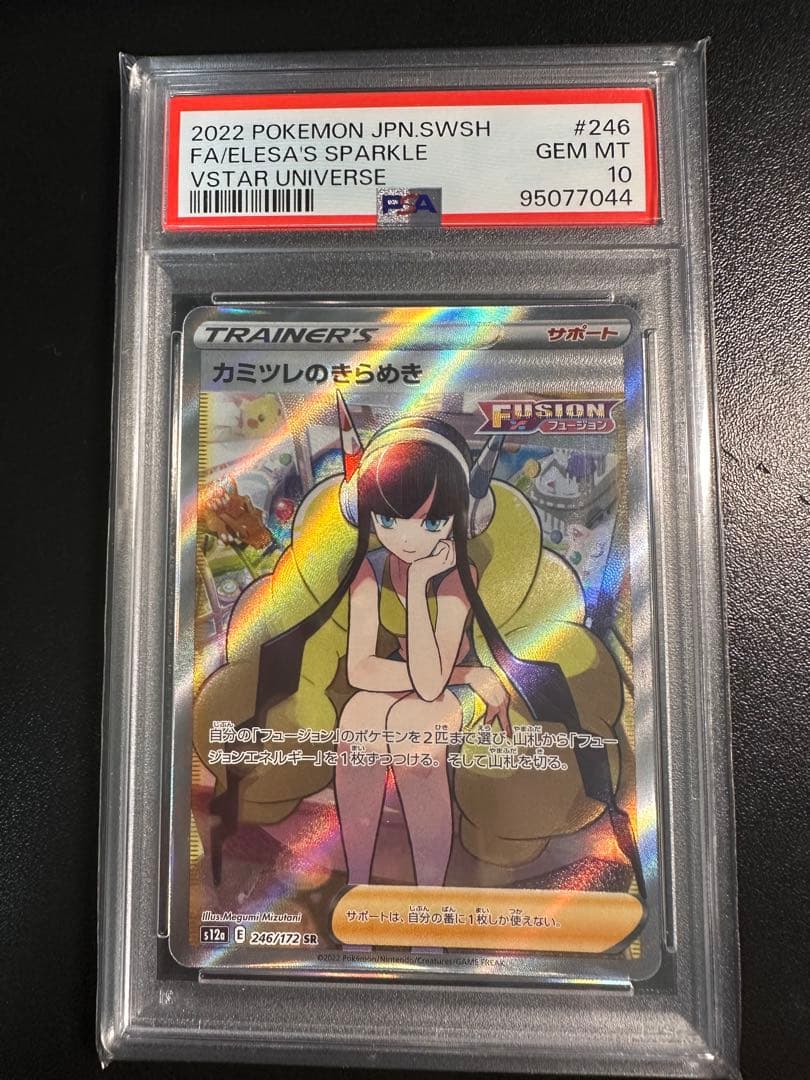 2022 POKEMON JPN.SWSH #246
FA/ELESA'S SPARKLE GEM MT
VSTAR UNIVERSE 10
PSA 95077044
TRAINER'S サポート
カミツレのきらめき
FUSION
フュージョン
自分の「フュージョン」のポケモンを2匹まで選び、山札から「フュー
ジョンエネルギー」を1枚ずつつける。そして山札を切る。
Illus.Megumi Mizutani
サポートは、自分の番に1枚しか使えない。
s12a E 246/172 SR
©2022 Pokémon/Nintendo/Creatures/GAME FREAK